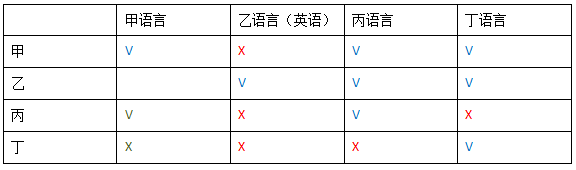 甲语言 乙语言（英语） 丙语言 丁语言
甲 V X V V
乙 V V V
丙 V X V X
丁 X X X V